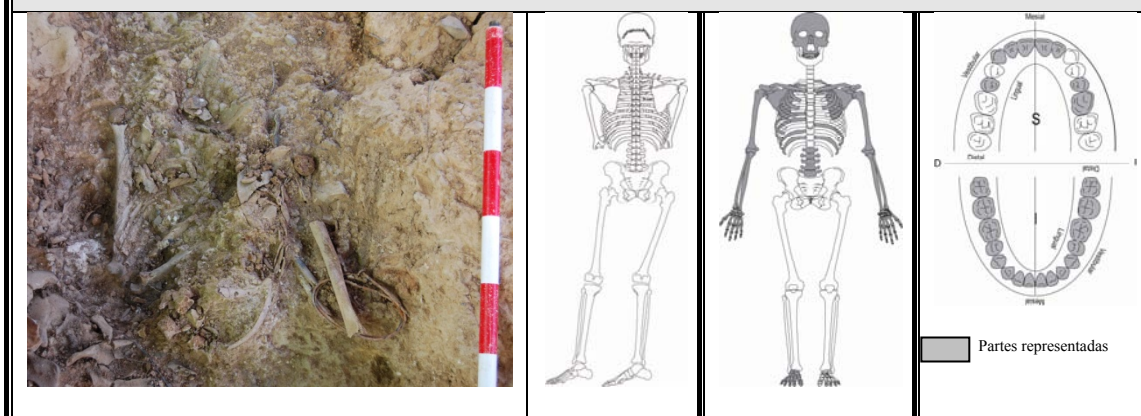 Mesial
Vestibular
Lingual
S
Distal
D
I
Distal
I
Lingual
Vestibular
Mesial
Partes representadas